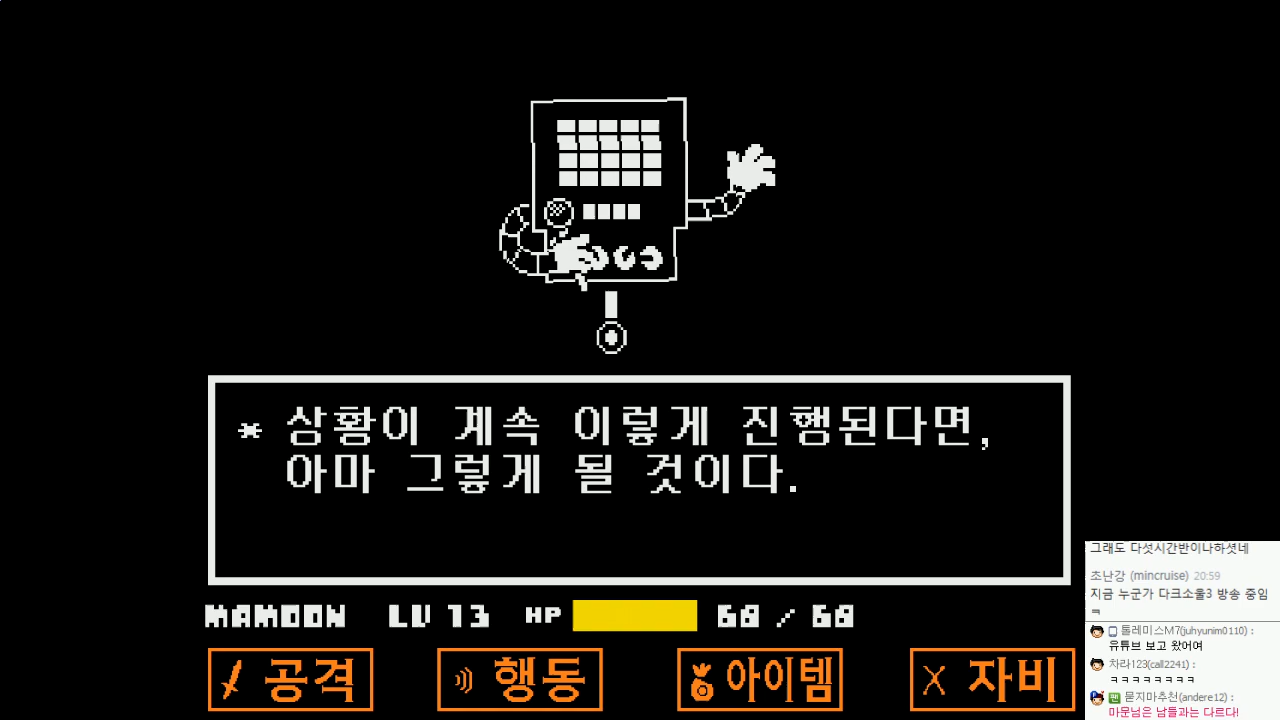 * 상황이 계속 이렇게 진행된다면,
아마 그렇게 될 것이다.
MAMOON LV 13 HP 68 / 68
공격 행동 아이템 자비
그래도 다섯시간반이나하셧네
초난강 (mincruise) 20:59
지금 누군가 다크소울3 방송 중임
ㅋ
톨레미스M7(juhyunim0110) :
유튜브 보고 왔어여
차라123(call2241) :
ㅋㅋㅋㅋㅋㅋㅋㅋ
묻지마추천(andere12) :
마문님은 남들과는 다르다!